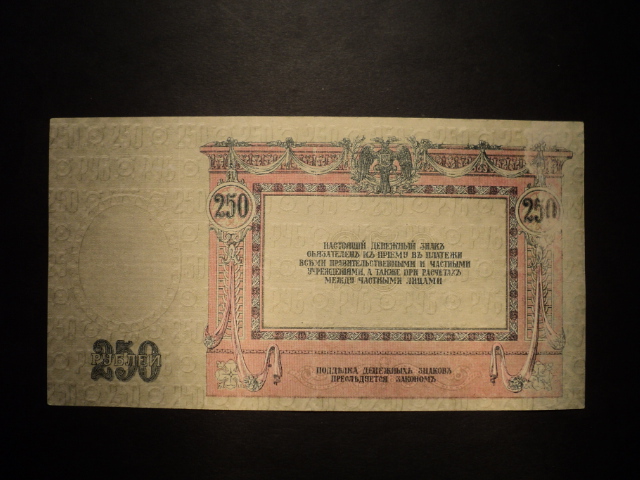 250
250
НАСТОЯЩІЙ ДЕНЕЖНЫЙ ЗНАКЪ
ОБЯЗАТЕЛЕНЪ КЪ ПРІЕМУ ВЪ ПЛАТЕЖИ
ВСѢМИ ПРАВИТЕЛЬСТВЕННЫМИ И ЧАСТНЫМИ
УЧРЕЖДЕНІЯМИ, А ТАКЖЕ ПРИ РАСЧЕТАХЪ
МЕЖДУ ЧАСТНЫМИ ЛИЦАМИ
250
РУБЛЕЙ
ПОДДѢЛКА ДЕНЕЖНЫХЪ ЗНАКОВЪ
ПРЕСЛѢДУЕТСЯ ЗАКОНОМЪ